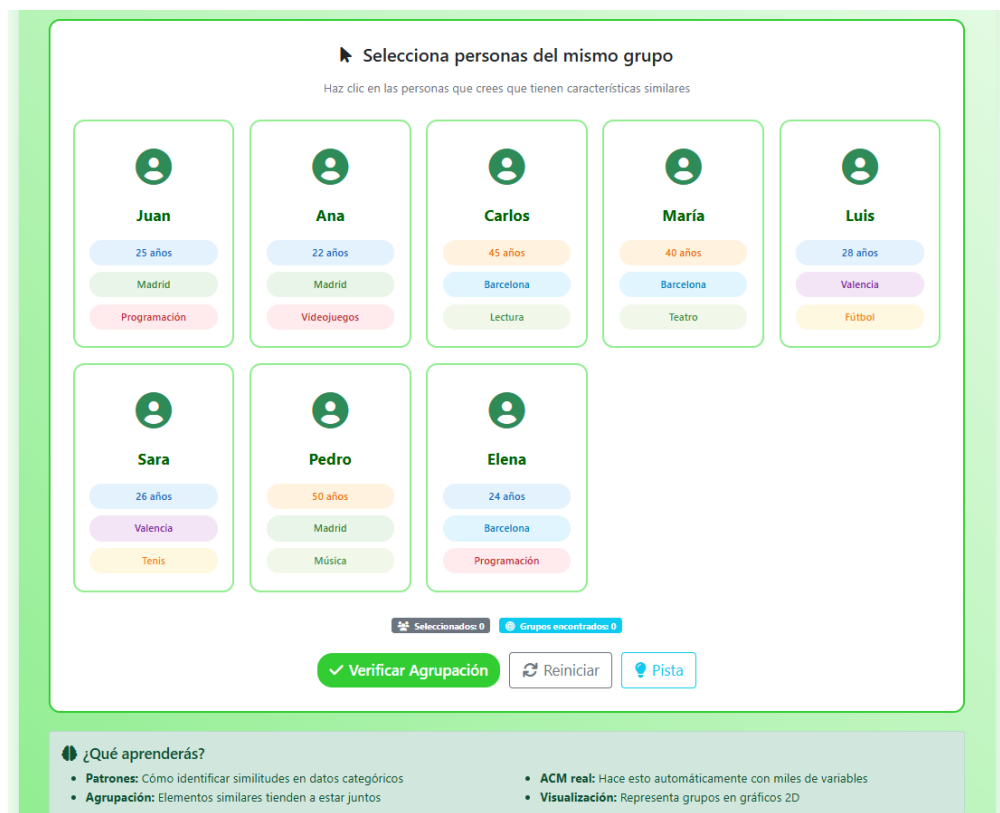 Selecciona personas del mismo grupo
Haz clic en las personas que crees que tienen características similares
Juan
25 años
Madrid
Programación
Ana
22 años
Madrid
Videojuegos
Carlos
45 años
Barcelona
Lectura
María
40 años
Barcelona
Teatro
Luis
28 años
Valencia
Fútbol
Sara
26 años
Valencia
Tenis
Pedro
50 años
Madrid
Música
Elena
24 años
Barcelona
Programación
Seleccionados: 0
Grupos encontrados: 0
Verificar Agrupación
Reiniciar
Pista
¿Qué aprenderás?
Patrones: Cómo identificar similitudes en datos categóricos
Agrupación: Elementos similares tienden a estar juntos
ACM real: Hace esto automáticamente con miles de variables
Visualización: Representa grupos en gráficos 2D